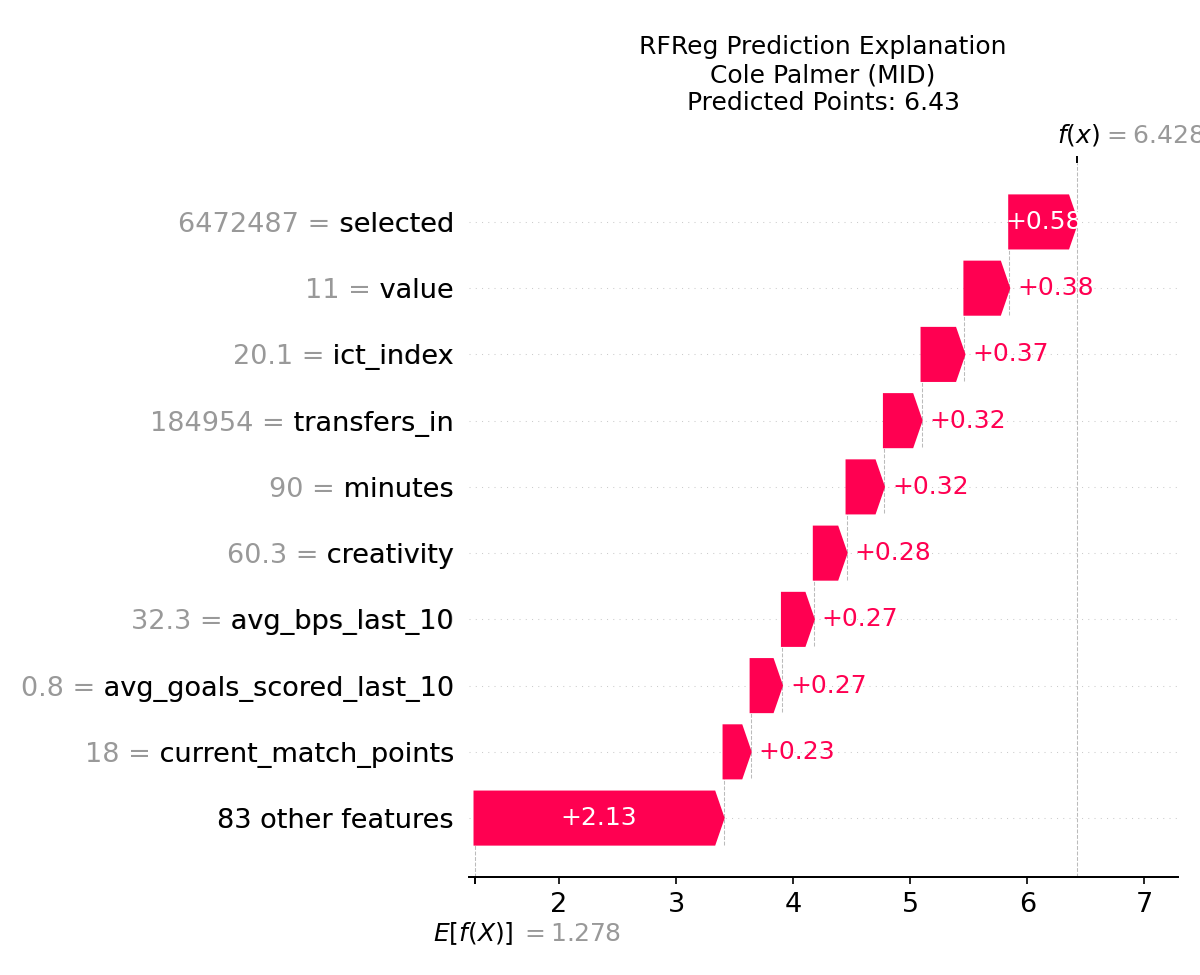 RFReg Prediction Explanation
Cole Palmer (MID)
Predicted Points: 6.43
f(x) = 6.428
6472487 = selected
+0.58
11 = value
+0.38
20.1 = ict_index
+0.37
184954 = transfers_in
+0.32
90 = minutes
+0.32
60.3 = creativity
+0.28
32.3 = avg_bps_last_10
+0.27
0.8 = avg_goals_scored_last_10
+0.27
18 = current_match_points
+0.23
83 other features
+2.13
2 3 4 5 6 7
E[f(X)] = 1.278